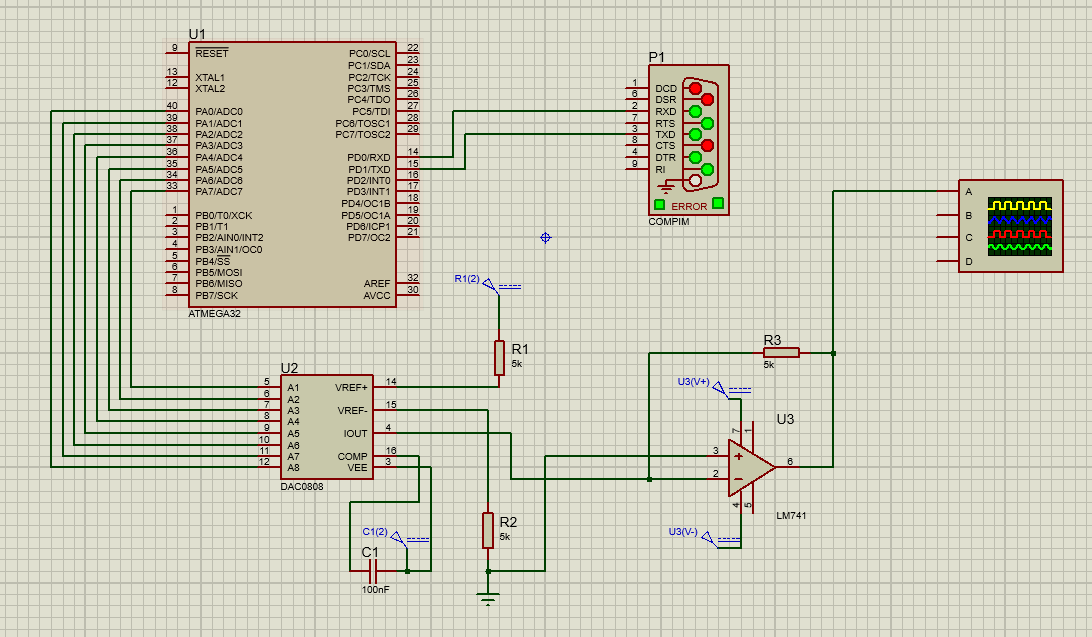 U1
9 RESET
13 XTAL1
12 XTAL2
40 PA0/ADC0
39 PA1/ADC1
38 PA2/ADC2
37 PA3/ADC3
36 PA4/ADC4
35 PA5/ADC5
34 PA6/ADC6
33 PA7/ADC7
1 PB0/T0/XCK
2 PB1/T1
3 PB2/AIN0/INT2
4 PB3/AIN1/OC0
5 PB4/SS
6 PB5/MOSI
7 PB6/MISO
8 PB7/SCK
PC0/SCL 22
PC1/SDA 23
PC2/TCK 24
PC3/TMS 25
PC4/TDO 26
PC5/TDI 27
PC6/TOSC1 28
PC7/TOSC2 29
PD0/RXD 14
PD1/TXD 15
PD2/INT0 16
PD3/INT1 17
PD4/OC1B 18
PD5/OC1A 19
PD6/ICP1 20
PD7/OC2 21
AREF 32
AVCC 30
ATMEGA32
P1
1 DCD
6 DSR
2 RXD
7 RTS
3 TXD
8 CTS
4 DTR
9 RI
ERROR
COMPIM
A
B
C
D
R1(2)
R1
5k
U2
5 A1
6 A2
7 A3
8 A4
9 A5
10 A6
11 A7
12 A8
VREF+ 14
VREF- 15
IOUT 4
COMP 16
VEE 3
DAC0808
C1(2)
C1
100nF
R2
5k
R3
5k
U3(V+)
U3
7
1
3
2
6
4
5
LM741
U3(V-)